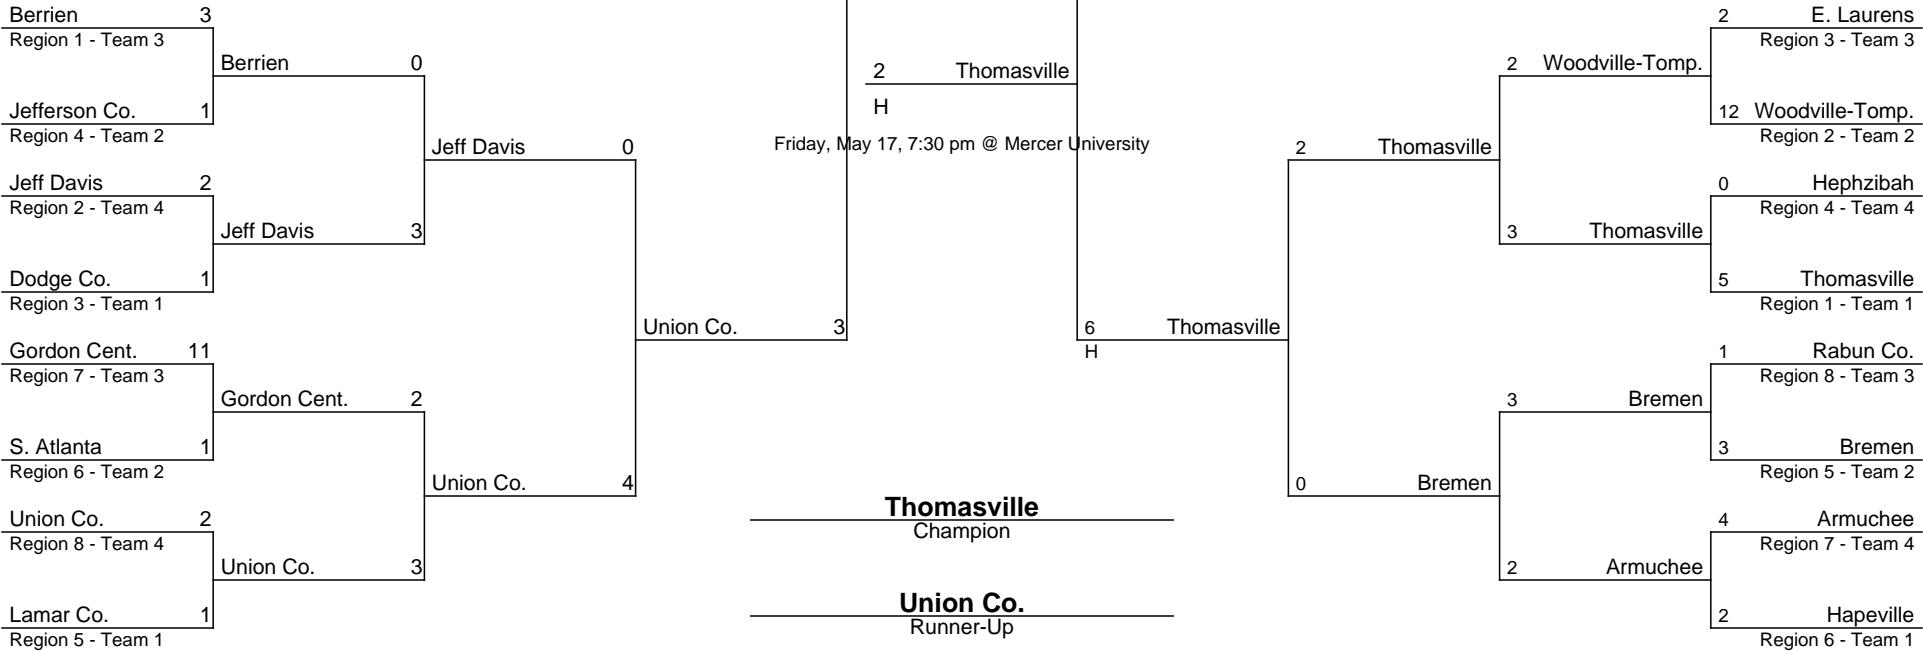 Berrien 3
Region 1 - Team 3
Berrien 0
Jefferson Co. 1
Region 4 - Team 2
Jeff Davis 0
Jeff Davis 2
Region 2 - Team 4
Jeff Davis 3
Dodge Co. 1
Region 3 - Team 1
Union Co. 3
Gordon Cent. 11
Region 7 - Team 3
Gordon Cent. 2
S. Atlanta 1
Region 6 - Team 2
Union Co. 4
Union Co. 2
Region 8 - Team 4
Union Co. 3
Lamar Co. 1
Region 5 - Team 1
2 Thomasville
H
Friday, May 17, 7:30 pm @ Mercer University
Thomasville
Champion
Union Co.
Runner-Up
2 E. Laurens
Region 3 - Team 3
2 Woodville-Tomp.
12 Woodville-Tomp.
Region 2 - Team 2
2 Thomasville
0 Hephzibah
Region 4 - Team 4
3 Thomasville
5 Thomasville
Region 1 - Team 1
6 Thomasville
H
1 Rabun Co.
Region 8 - Team 3
3 Bremen
3 Bremen
Region 5 - Team 2
0 Bremen
4 Armuchee
Region 7 - Team 4
2 Armuchee
2 Hapeville
Region 6 - Team 1